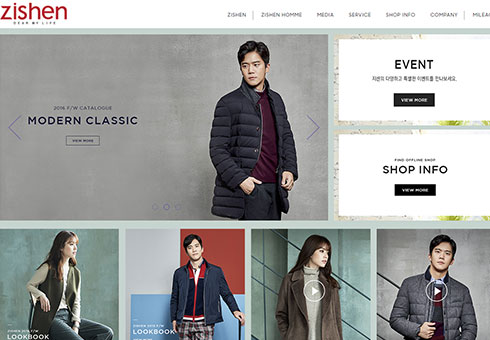 zishen
DEAR MY LIFE
ZISHEN
ZISHEN HOMME
MEDIA
SERVICE
SHOP INFO
COMPANY
MILEAG
2016 F/W CATALOGUE
MODERN CLASSIC
VIEW MORE
EVENT
지센의 다양하고 특별한 이벤트를 만나보세요.
VIEW MORE
FIND OFFLINE SHOP
SHOP INFO
VIEW MORE
ZISHEN 2016 F/W
LOOKBOOK
ZISHEN 2016 F/W
LOOKBOOK